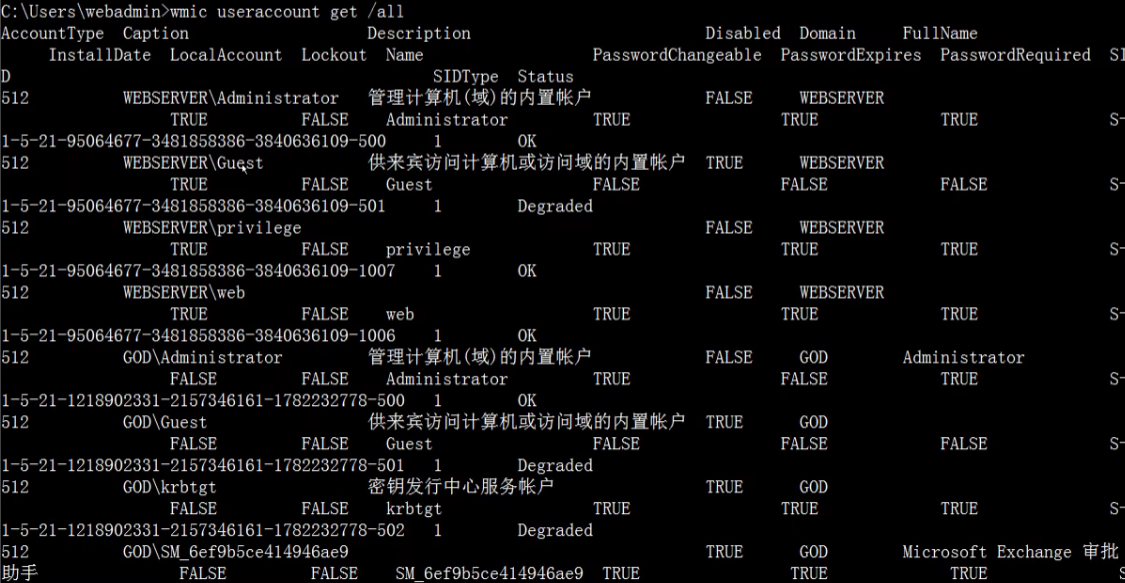 C:\Users\webadmin>wmic useraccount get /all
AccountType Caption Description Disabled Domain FullName
InstallDate LocalAccount Lockout Name PasswordChangeable PasswordExpires PasswordRequired SI
D SIDType Status
512 WEBSERVER\Administrator 管理计算机(域)的内置帐户 FALSE WEBSERVER
TRUE FALSE Administrator TRUE TRUE TRUE S-
1-5-21-95064677-3481858386-3840636109-500 1 OK
512 WEBSERVER\Guest 供来宾访问计算机或访问域的内置帐户 TRUE WEBSERVER
TRUE FALSE Guest FALSE FALSE FALSE S-
1-5-21-95064677-3481858386-3840636109-501 1 Degraded
512 WEBSERVER\privilege FALSE WEBSERVER
TRUE FALSE privilege TRUE TRUE TRUE S-
1-5-21-95064677-3481858386-3840636109-1007 1 OK
512 WEBSERVER\web FALSE WEBSERVER
TRUE FALSE web TRUE TRUE TRUE S-
1-5-21-95064677-3481858386-3840636109-1006 1 OK
512 GOD\Administrator 管理计算机(域)的内置帐户 FALSE GOD Administrator
FALSE FALSE Administrator TRUE FALSE TRUE S-
1-5-21-1218902331-2157346161-1782232778-500 1 OK
512 GOD\Guest 供来宾访问计算机或访问域的内置帐户 TRUE GOD
FALSE FALSE Guest FALSE FALSE FALSE S-
1-5-21-1218902331-2157346161-1782232778-501 1 Degraded
512 GOD\krbtgt 密钥发行中心服务帐户 TRUE GOD
FALSE FALSE krbtgt TRUE TRUE TRUE S-
1-5-21-1218902331-2157346161-1782232778-502 1 Degraded
512 GOD\SM_6ef9b5ce414946ae9 TRUE GOD Microsoft Exchange 审批
助手 FALSE FALSE SM_6ef9b5ce414946ae9 TRUE TRUE TRUE S